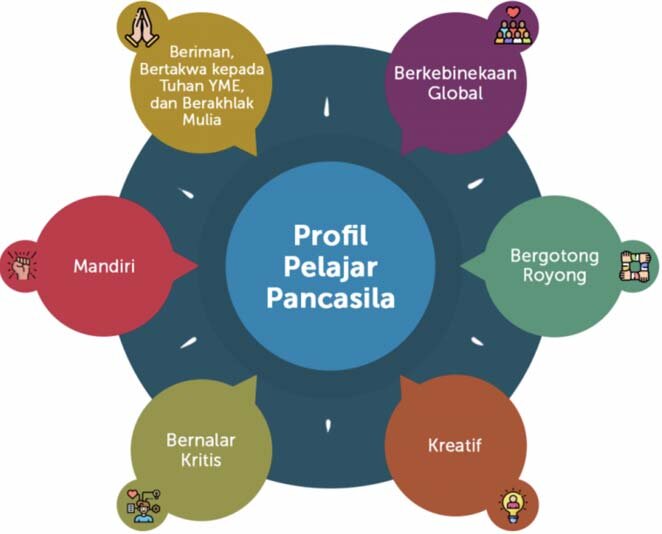 Beriman,
Bertakwa kepada
Tuhan YME,
dan Berakhlak
Mulia
Berkebinekaan
Global
Mandiri
Profil
Pelajar
Pancasila
Bergotong
Royong
Bernalar
Kritis
Kreatif